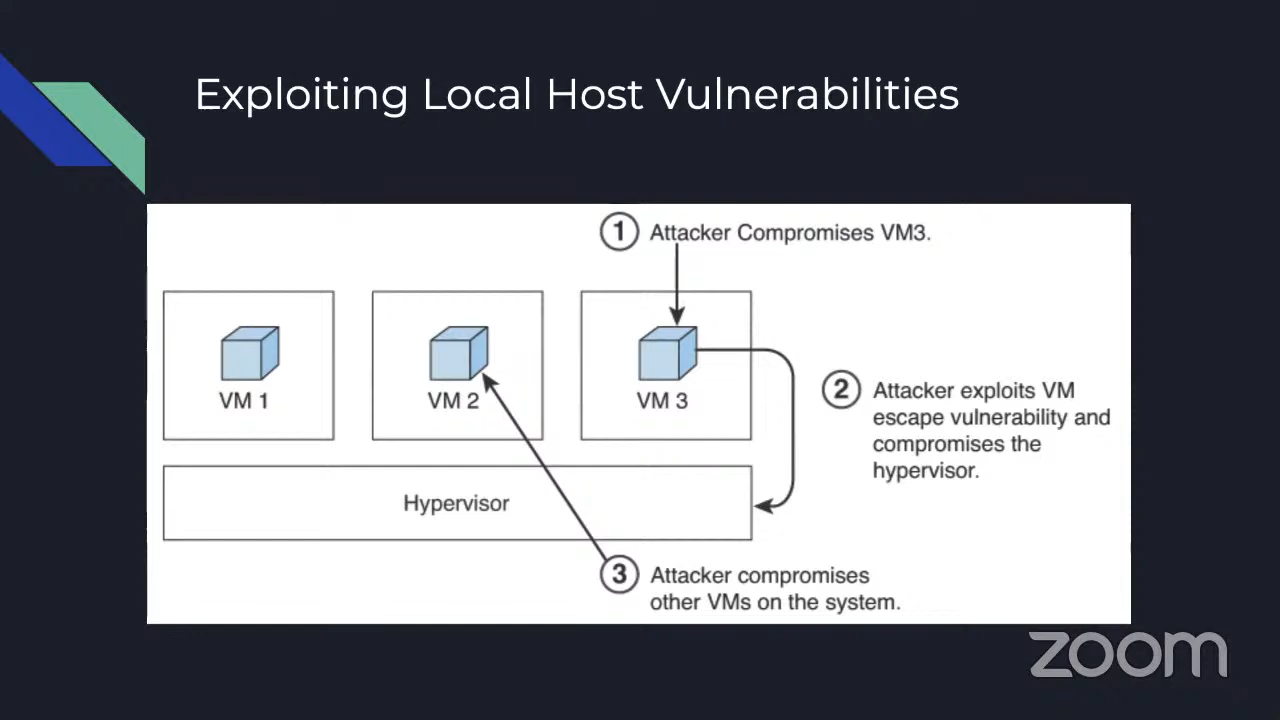 Exploiting Local Host Vulnerabilities
1 Attacker Compromises VM3.
VM 1
VM 2
VM 3
2 Attacker exploits VM
escape vulnerability and
compromises the
hypervisor.
Hypervisor
3 Attacker compromises
other VMs on the system.
zoom